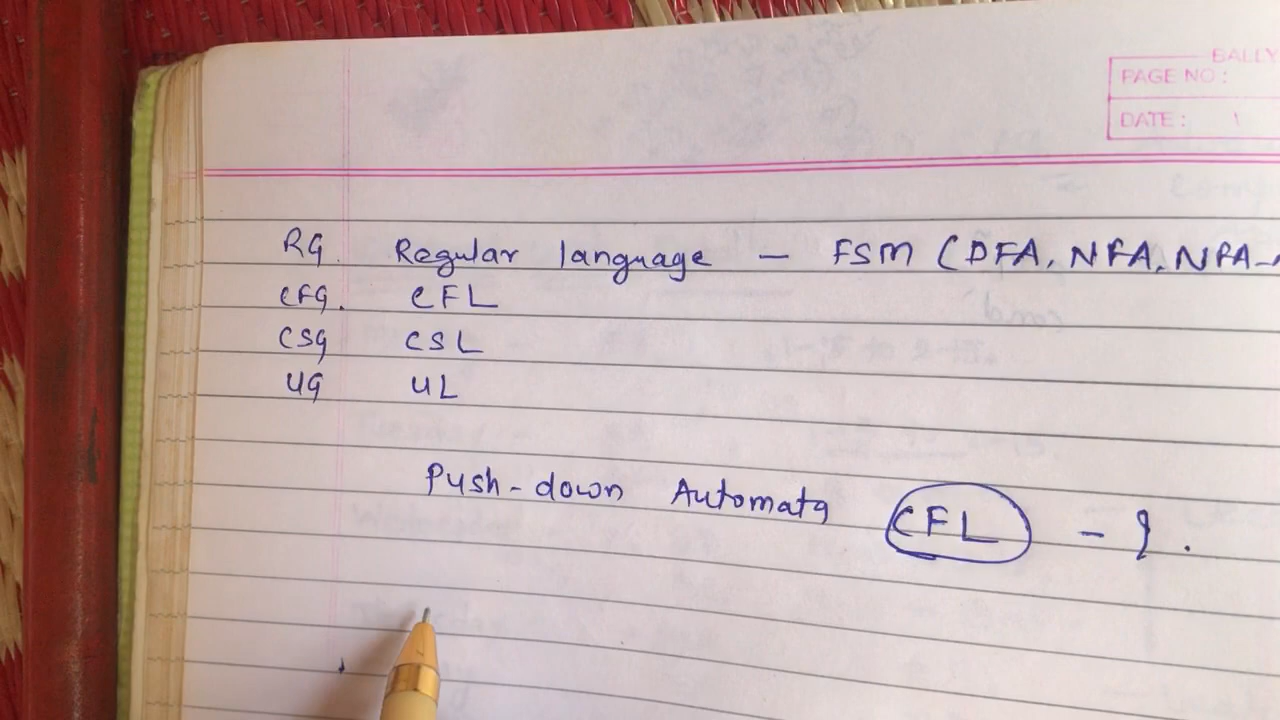 BALLY
PAGE NO:
DATE:
RG. Regular language - FSM (DFA, NFA, NFA-
CFG. CFL
CSG CSL
UG UL
Push-down Automata CFL - ?.